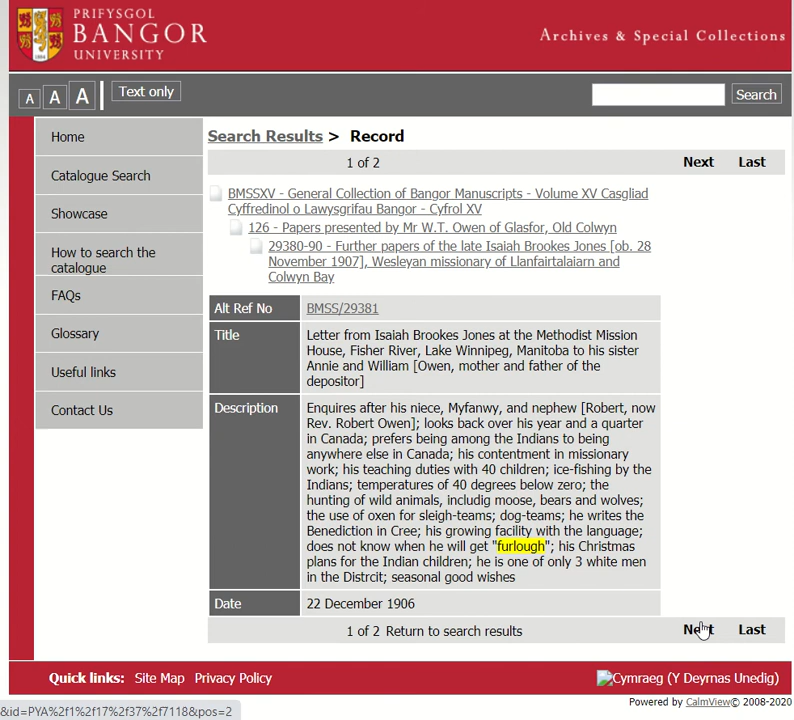 PRIFYSGOL
BANGOR
UNIVERSITY
Archives & Special Collections
A A A Text only Search
Home
Catalogue Search
Showcase
How to search the
catalogue
FAQs
Glossary
Useful links
Contact Us
Search Results > Record
1 of 2 Next Last
BMSSXV - General Collection of Bangor Manuscripts - Volume XV Casgliad
Cyffredinol o Lawysgrifau Bangor - Cyfrol XV
126 - Papers presented by Mr W.T. Owen of Glasfor, Old Colwyn
29380-90 - Further papers of the late Isaiah Brookes Jones [ob. 28
November 1907], Wesleyan missionary of Llanfairtalaiarn and
Colwyn Bay
Alt Ref No BMSS/29381
Title Letter from Isaiah Brookes Jones at the Methodist Mission
House, Fisher River, Lake Winnipeg, Manitoba to his sister
Annie and William [Owen, mother and father of the
depositor]
Description Enquires after his niece, Myfanwy, and nephew [Robert, now
Rev. Robert Owen]; looks back over his year and a quarter
in Canada; prefers being among the Indians to being
anywhere else in Canada; his contentment in missionary
work; his teaching duties with 40 children; ice-fishing by the
Indians; temperatures of 40 degrees below zero; the
hunting of wild animals, includig moose, bears and wolves;
the use of oxen for sleigh-teams; dog-teams; he writes the
Benediction in Cree; his growing facility with the language;
does not know when he will get "furlough"; his Christmas
plans for the Indian children; he is one of only 3 white men
in the Distrcit; seasonal good wishes
Date 22 December 1906
1 of 2 Return to search results Next Last
Quick links: Site Map Privacy Policy Cymraeg (Y Deyrnas Unedig)
Powered by CalmView© 2008-2020
&id=PYA%2f1%2f17%2f37%2f7118&pos=2